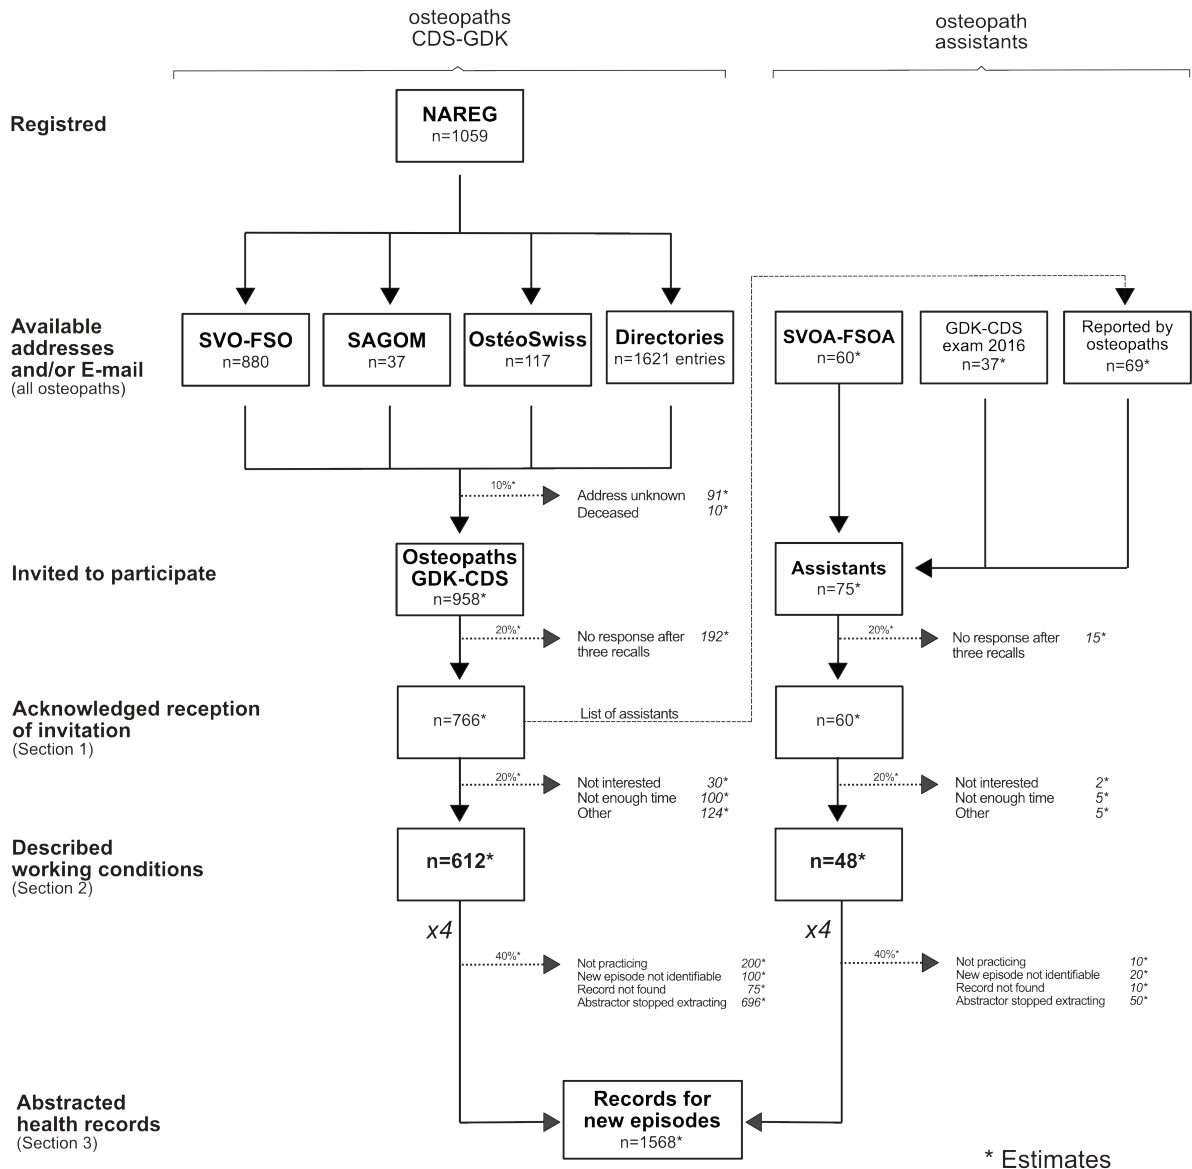 osteopaths
CDS-GDK
osteopath
assistants
Registred
NAREG
n=1059
Available
addresses
and/or E-mail
(all osteopaths)
SVO-FSO
n=880
SAGOM
n=37
OstéoSwiss
n=117
Directories
n=1621 entries
SVOA-FSOA
n=60*
GDK-CDS
exam 2016
n=37*
Reported by
osteopaths
n=69*
10%*
Address unknown 91*
Deceased 10*
Invited to participate
Osteopaths
GDK-CDS
n=958*
Assistants
n=75*
20%*
No response after 192*
three recalls
20%*
No response after 15*
three recalls
Acknowledged reception
of invitation
(Section 1)
n=766*
List of assistants
n=60*
20%*
Not interested 30*
Not enough time 100*
Other 124*
20%*
Not interested 2*
Not enough time 5*
Other 5*
Described
working conditions
(Section 2)
n=612*
n=48*
x4
x4
40%*
Not practicing 200*
New episode not identifiable 100*
Record not found 75*
Abstractor stopped extracting 696*
40%*
Not practicing 10*
New episode not identifiable 20*
Record not found 10*
Abstractor stopped extracting 50*
Abstracted
health records
(Section 3)
Records for
new episodes
n=1568*
* Estimates